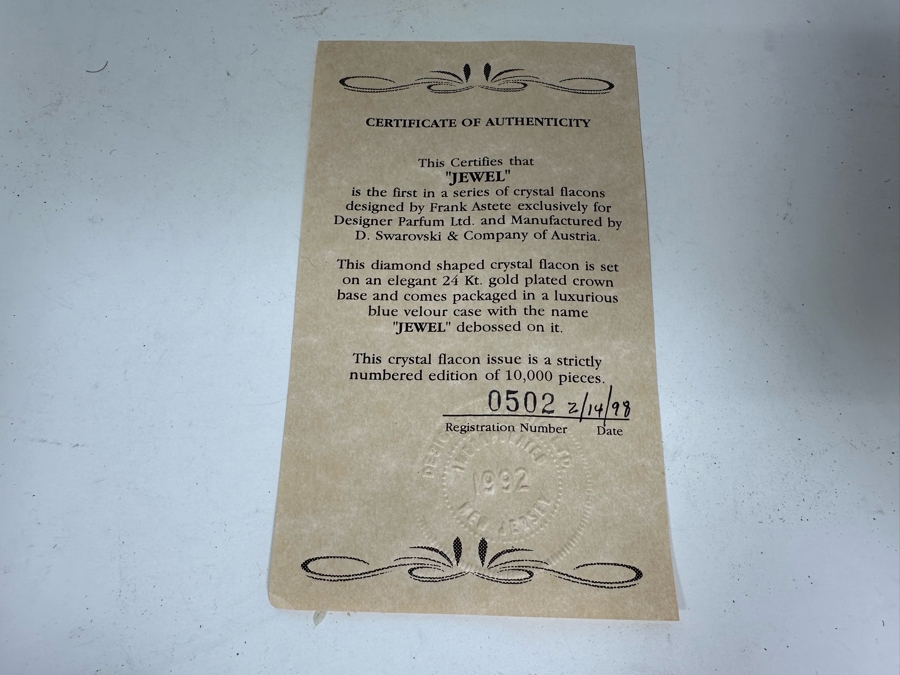 CERTIFICATE OF AUTHENTICITY
This Certifies that
"JEWEL"
is the first in a series of crystal flacons
designed by Frank Astete exclusively for
Designer Parfum Ltd. and Manufactured by
D. Swarovski & Company of Austria.
This diamond shaped crystal flacon is set
on an elegant 24 Kt. gold plated crown
base and comes packaged in a luxurious
blue velour case with the name
"JEWEL" debossed on it.
This crystal flacon issue is a strictly
numbered edition of 10,000 pieces.
0502 2/14/98
Registration Number Date
1992
NEW JERSEY